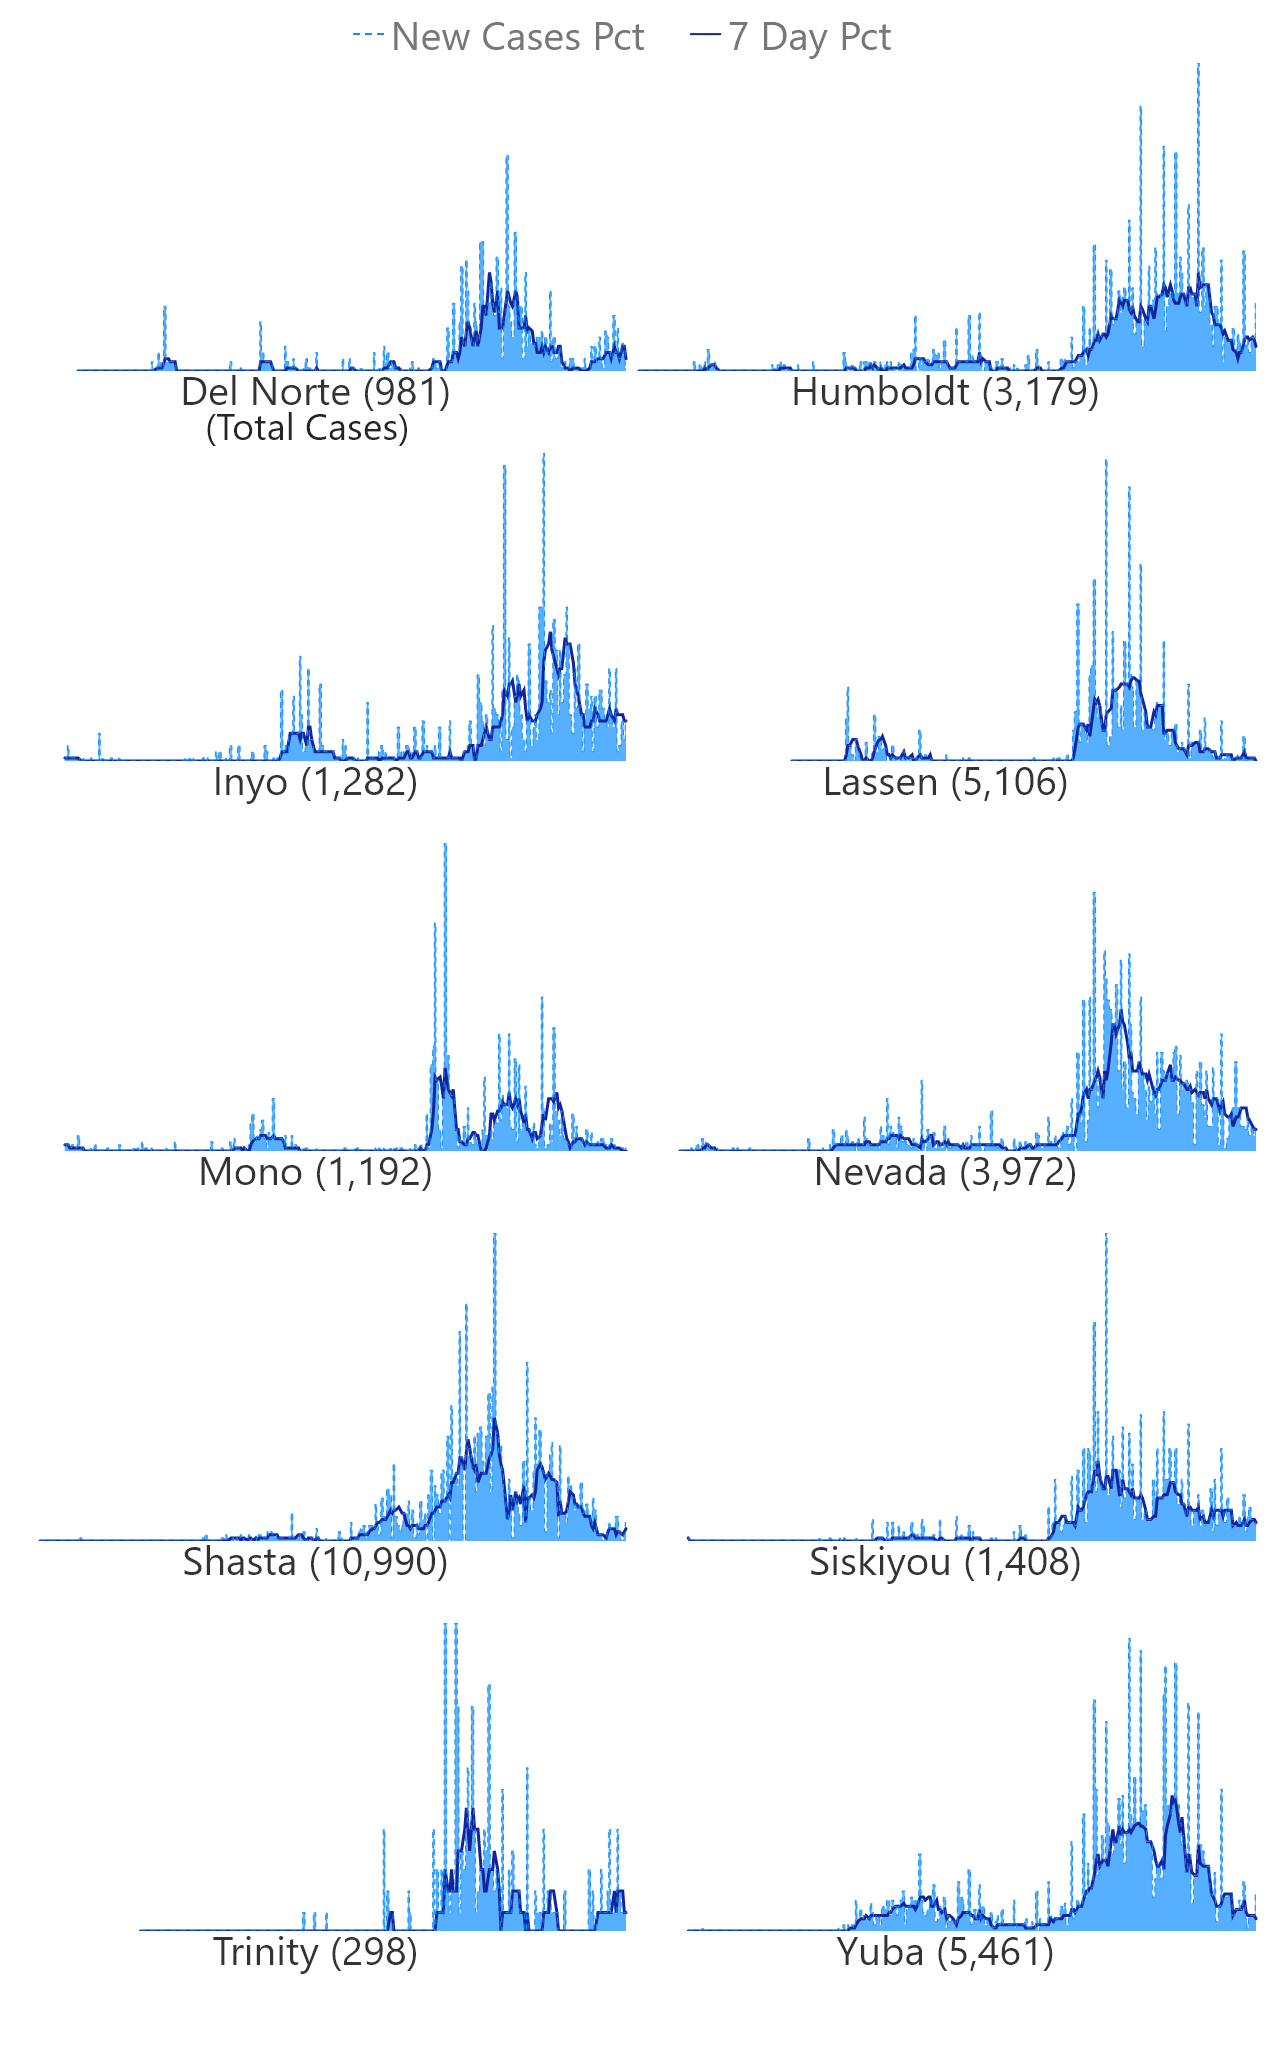 New Cases Pct 7 Day Pct
Del Norte (981) Humboldt (3,179)
(Total Cases)
Inyo (1,282) Lassen (5,106)
Mono (1,192) Nevada (3,972)
Shasta (10,990) Siskiyou (1,408)
Trinity (298) Yuba (5,461)